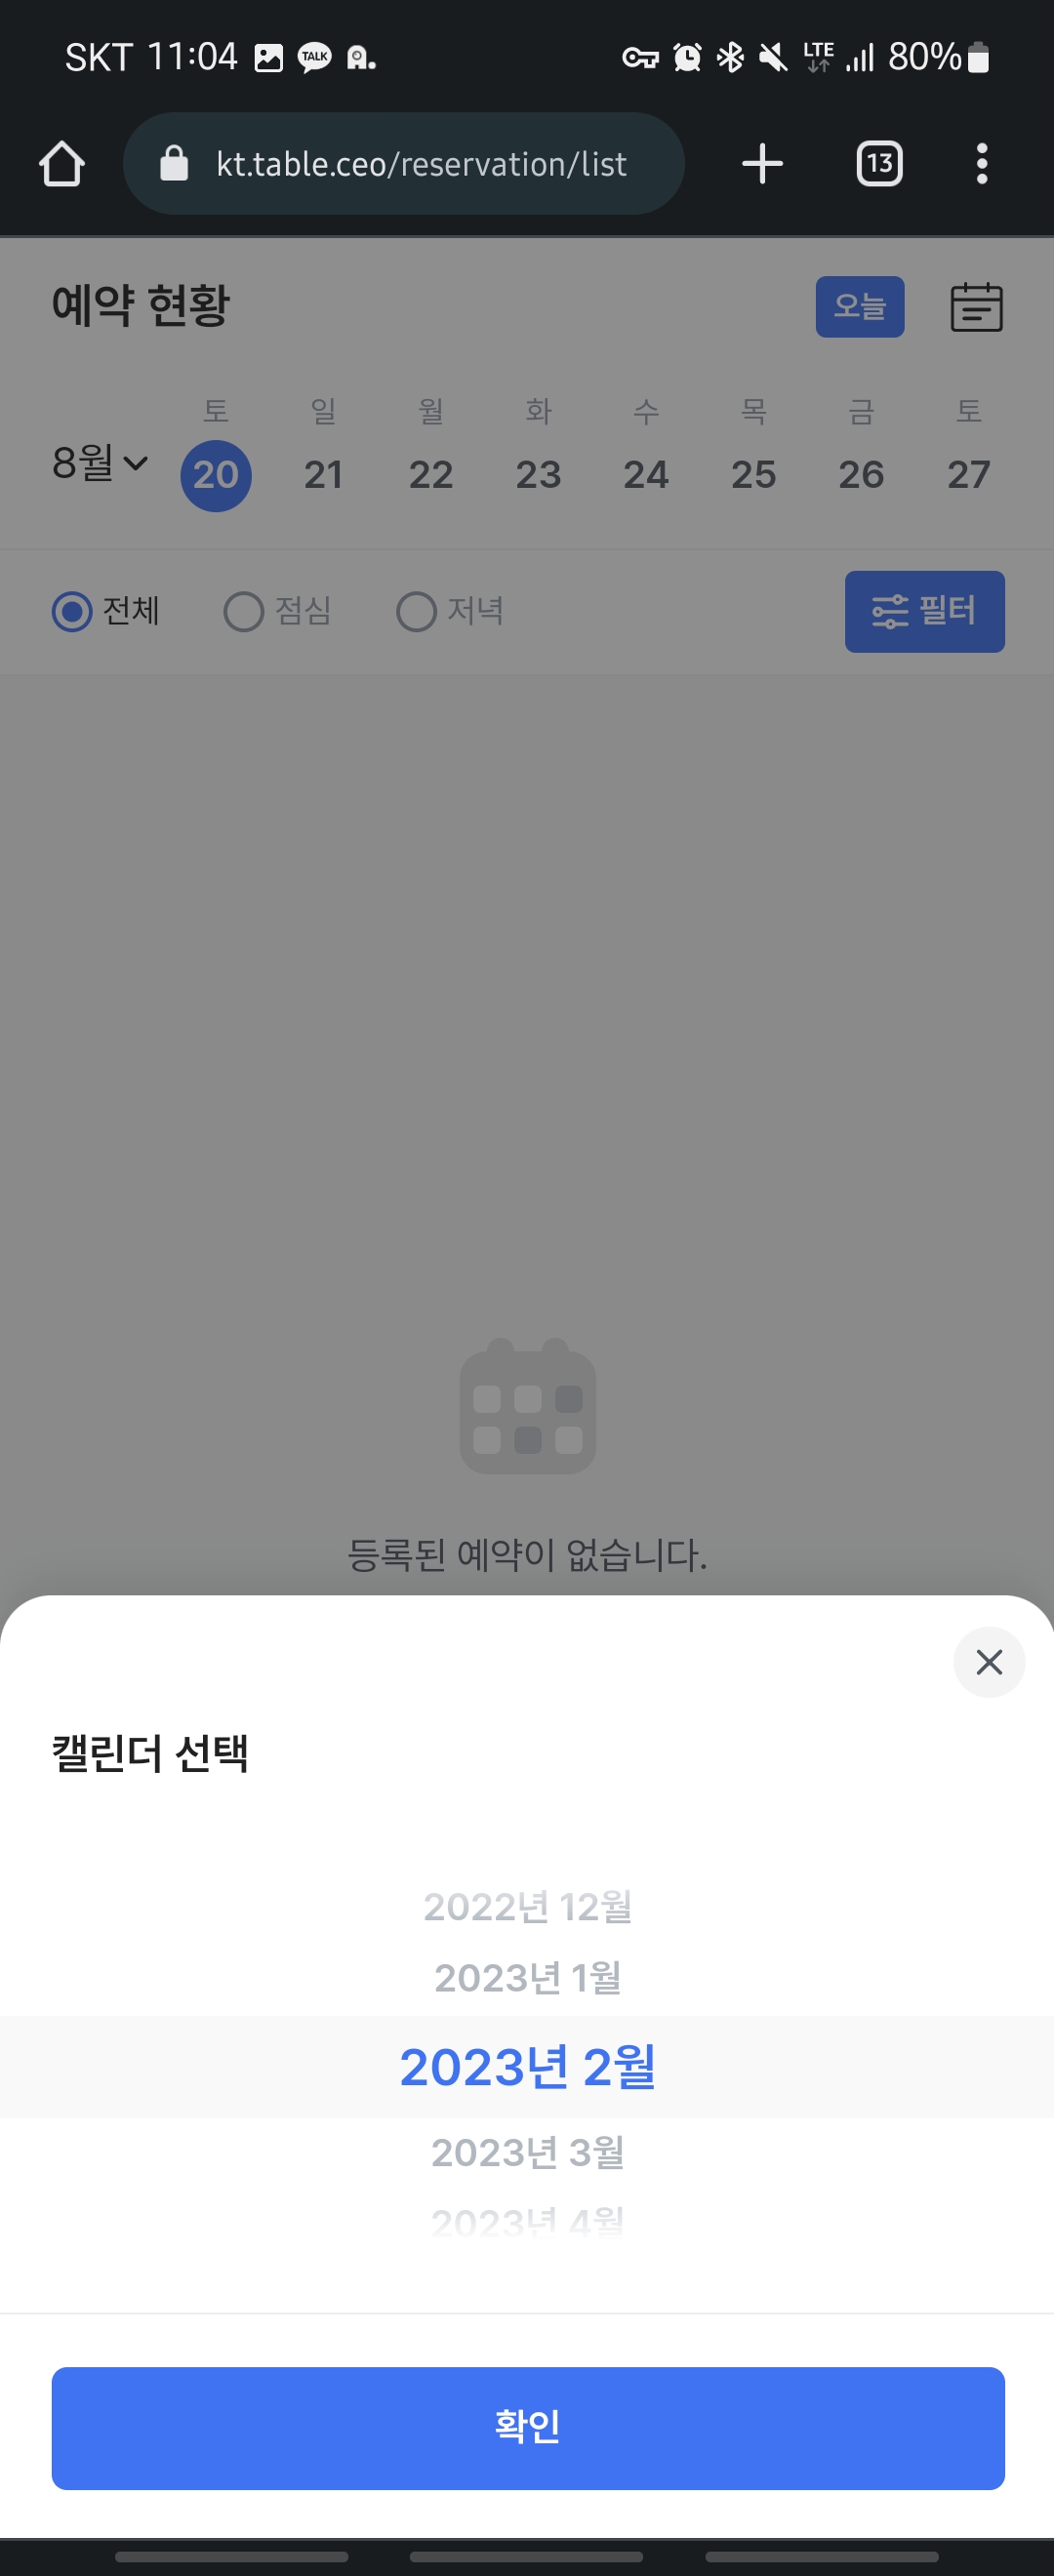 SKT 11:04 TALK LTE 80%
kt.table.ceo/reservation/list 13
예약 현황 오늘
토 일 월 화 수 목 금 토
8월 20 21 22 23 24 25 26 27
전체 점심 저녁 필터
등록된 예약이 없습니다.
캘린더 선택
2022년 12월
2023년 1월
2023년 2월
2023년 3월
2023년 4월
확인